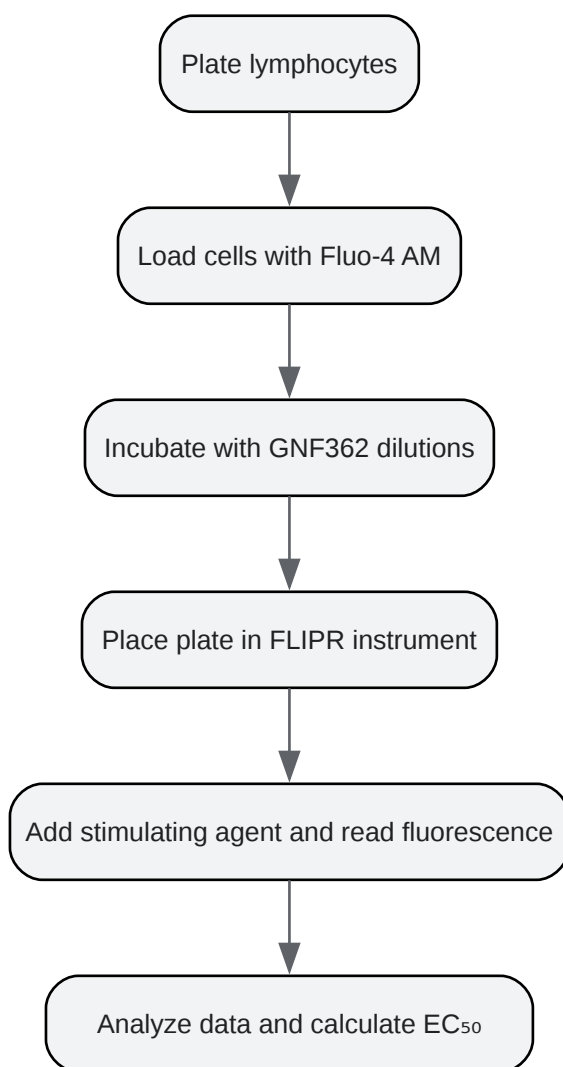 Plate lymphocytes
Load cells with Fluo-4 AM
Incubate with GNF362 dilutions
Place plate in FLIPR instrument
Add stimulating agent and read fluorescence
Analyze data and calculate EC₅₀